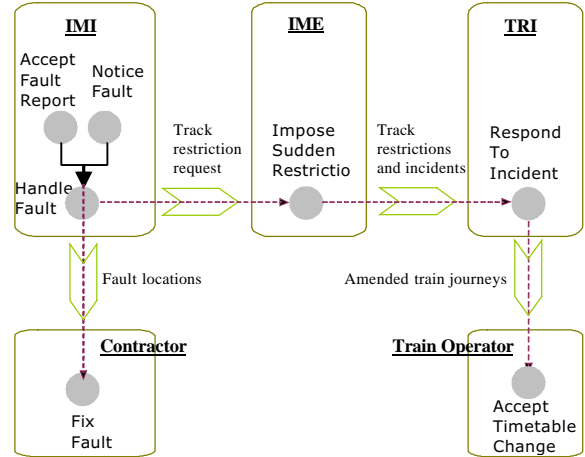 IMI
IME
TRI
Accept
Fault
Report
Notice
Fault
Handle
Fault
Track
restriction
request
Impose
Sudden
Restrictio
Track
restrictions
and incidents
Respond
To
Incident
Fault locations
Amended train journeys
Contractor
Train Operator
Fix
Fault
Accept
Timetable
Change